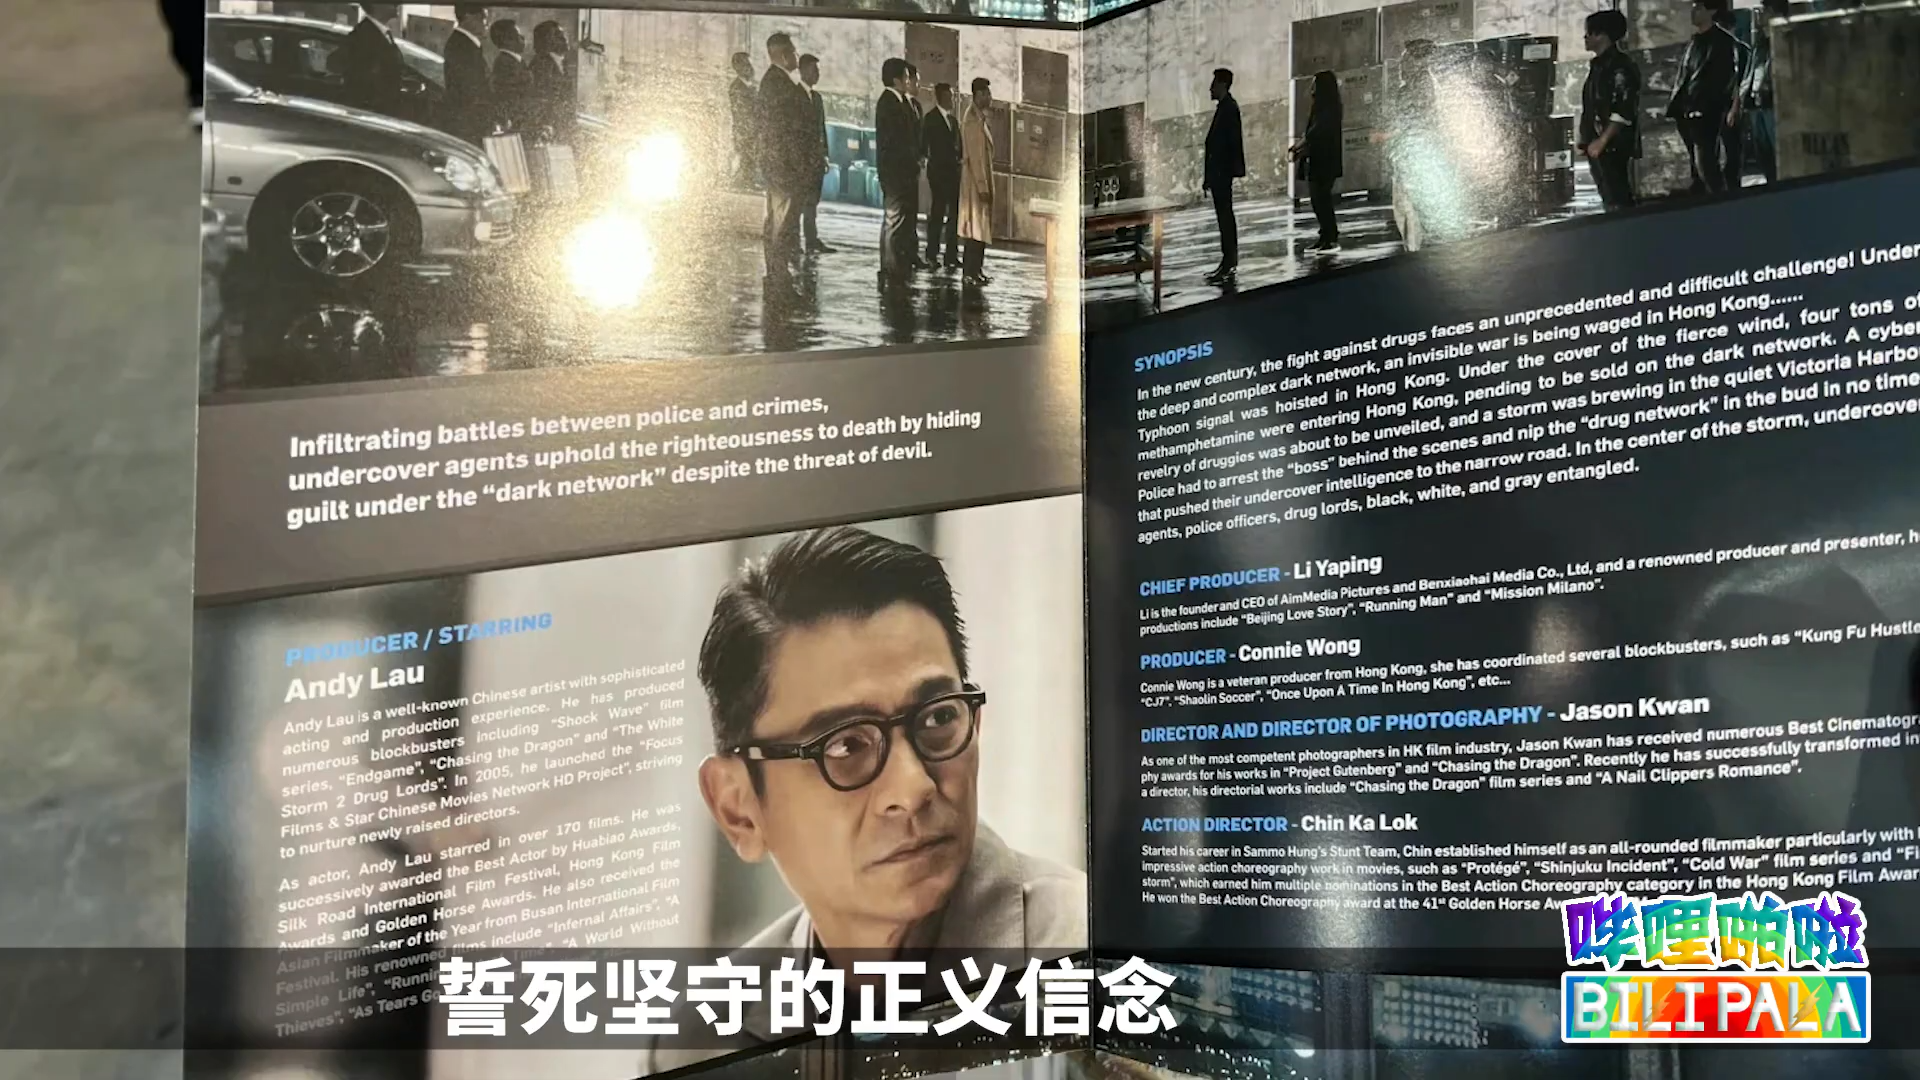 Infiltrating battles between police and crimes,
undercover agents uphold the righteousness to death by hiding
guilt under the “dark network” despite the threat of devil.
PRODUCER / STARRING
Andy Lau
Andy Lau is a well-known Chinese artist with sophisticated
acting and production experience. He has produced
numerous blockbusters including “Shock Wave” film
series, “Endgame”, “Chasing the Dragon” and “The White
Storm 2 Drug Lords”. In 2005, he launched the “Focus
Films & Star Chinese Movies Network HD Project”, striving
to nurture newly raised directors.
As actor, Andy Lau starred in over 170 films. He was
successively awarded the Best Actor by Huabiao Awards,
Silk Road International Film Festival, Hong Kong Film
Awards and Golden Horse Awards. He also received the
Asian Filmmaker of the Year from Busan International Film
Festival. His renowned films include “Infernal Affairs”, “A
Simple Life”, “Runnin Time”, “A World Without
Thieves”, “As Tears Go
SYNOPSIS
In the new century, the fight against drugs faces an unprecedented and difficult challenge! Under
the deep and complex dark network, an invisible war is being waged in Hong Kong......
Typhoon signal was hoisted in Hong Kong. Under the cover of the fierce wind, four tons of
methamphetamine were entering Hong Kong, pending to be sold on the dark network. A cyber
revelry of druggies was about to be unveiled, and a storm was brewing in the quiet Victoria Harbo
Police had to arrest the “boss” behind the scenes and nip the “drug network” in the bud in no time
that pushed their undercover intelligence to the narrow road. In the center of the storm, undercover
agents, police officers, drug lords, black, white, and gray entangled.
CHIEF PRODUCER - Li Yaping
Li is the founder and CEO of AimMedia Pictures and Benxiaohai Media Co., Ltd, and a renowned producer and presenter, h
productions include “Beijing Love Story”, “Running Man” and “Mission Milano”.
PRODUCER - Connie Wong
Connie Wong is a veteran producer from Hong Kong, she has coordinated several blockbusters, such as “Kung Fu Hustle
“CJ7”, “Shaolin Soccer”, “Once Upon A Time In Hong Kong”, etc...
DIRECTOR AND DIRECTOR OF PHOTOGRAPHY - Jason Kwan
As one of the most competent photographers in HK film industry, Jason Kwan has received numerous Best Cinematogra
phy awards for his works in “Project Gutenberg” and “Chasing the Dragon”. Recently he has successfully transformed in
a director, his directorial works include “Chasing the Dragon” film series and “A Nail Clippers Romance”.
ACTION DIRECTOR - Chin Ka Lok
Started his career in Sammo Hung's Stunt Team, Chin established himself as an all-rounded filmmaker particularly with
impressive action choreography work in movies, such as “Protégé”, “Shinjuku Incident”, “Cold War” film series and “Fi
storm”, which earned him multiple nominations in the Best Action Choreography category in the Hong Kong Film Awar
He won the Best Action Choreography award at the 41st Golden Horse Aw
誓死坚守的正义信念
哔哩啪啦
BILIPALA